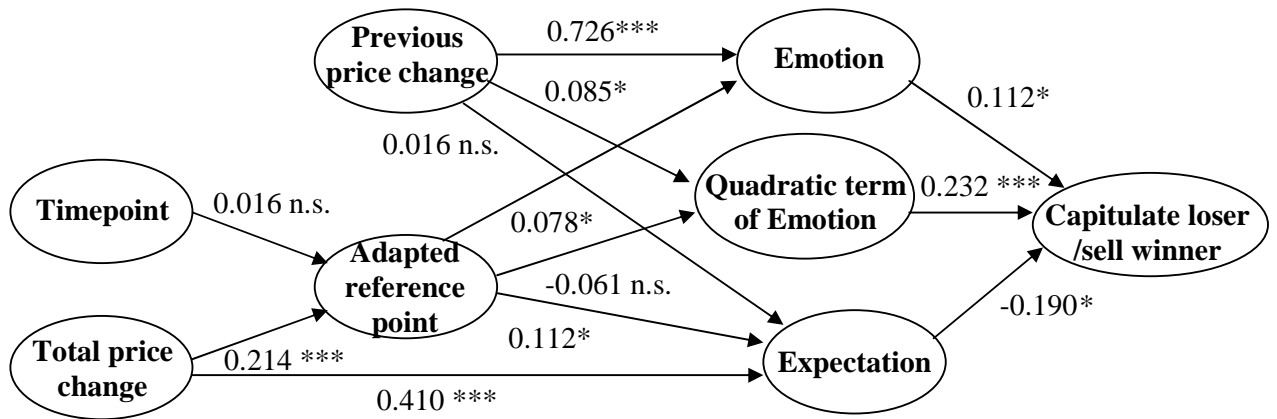 Previous
price change
0.726***
Emotion
0.085*
0.112*
0.016 n.s.
Timepoint
0.016 n.s.
Quadratic term
of Emotion
0.232 ***
Capitulate loser
/sell winner
0.078*
Adapted
reference
point
-0.061 n.s.
0.112*
-0.190*
Total price
change
0.214 ***
Expectation
0.410 ***